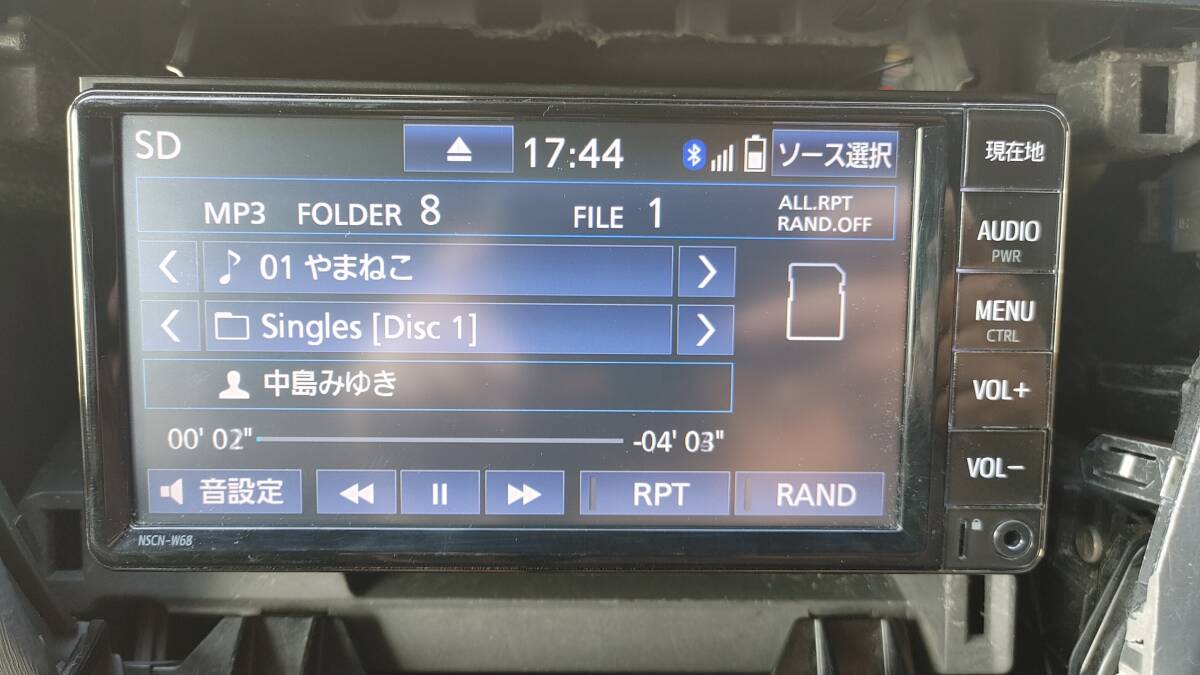 SD 17:44 ソース選択
MP3 FOLDER 8 FILE 1 ALL.RPT
RAND.OFF
01 やまねこ
Singles [Disc 1]
中島みゆき
00' 02" -04' 03"
音設定 RPT RAND
NSCN-W68
現在地
AUDIO
PWR
MENU
CTRL
VOL+
VOL-